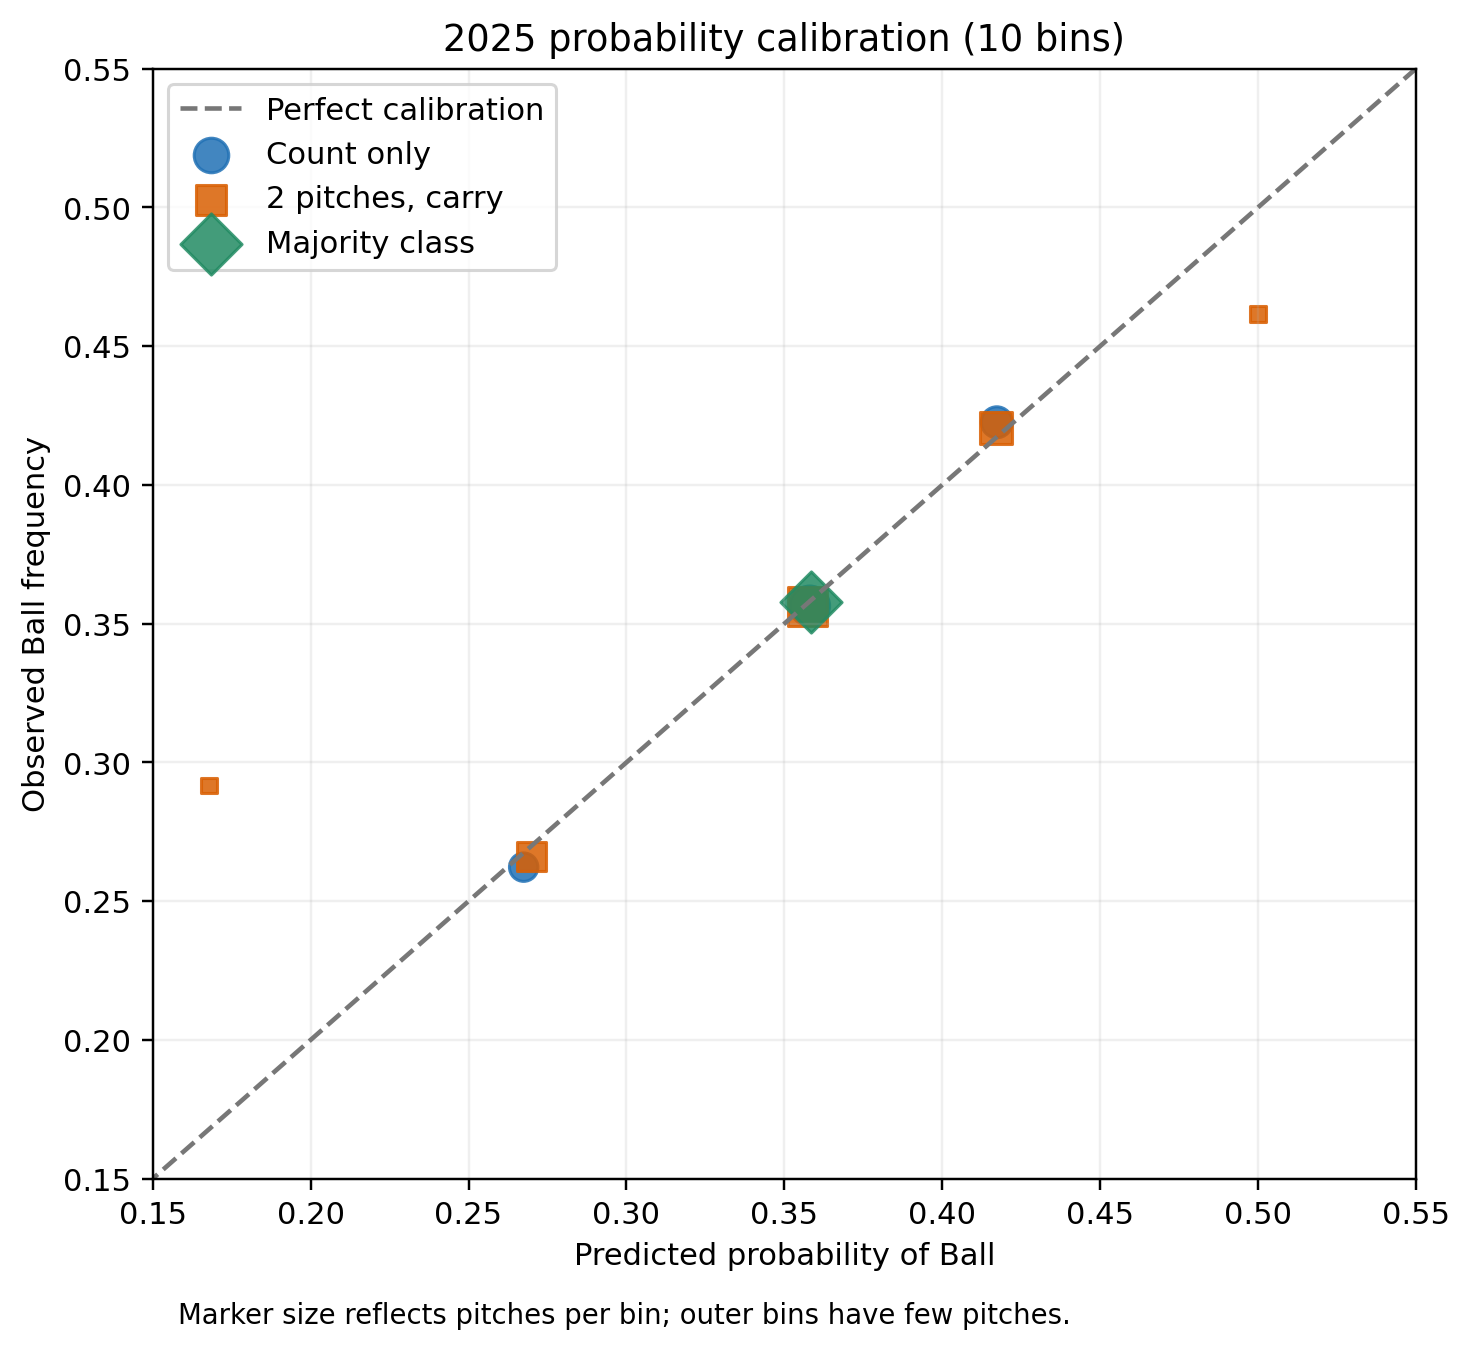 2025 probability calibration (10 bins)
0.55
0.50
0.45
0.40
0.35
0.30
0.25
0.20
0.15
Observed Ball frequency
Perfect calibration
Count only
2 pitches, carry
Majority class
0.15 0.20 0.25 0.30 0.35 0.40 0.45 0.50 0.55
Predicted probability of Ball
Marker size reflects pitches per bin; outer bins have few pitches.